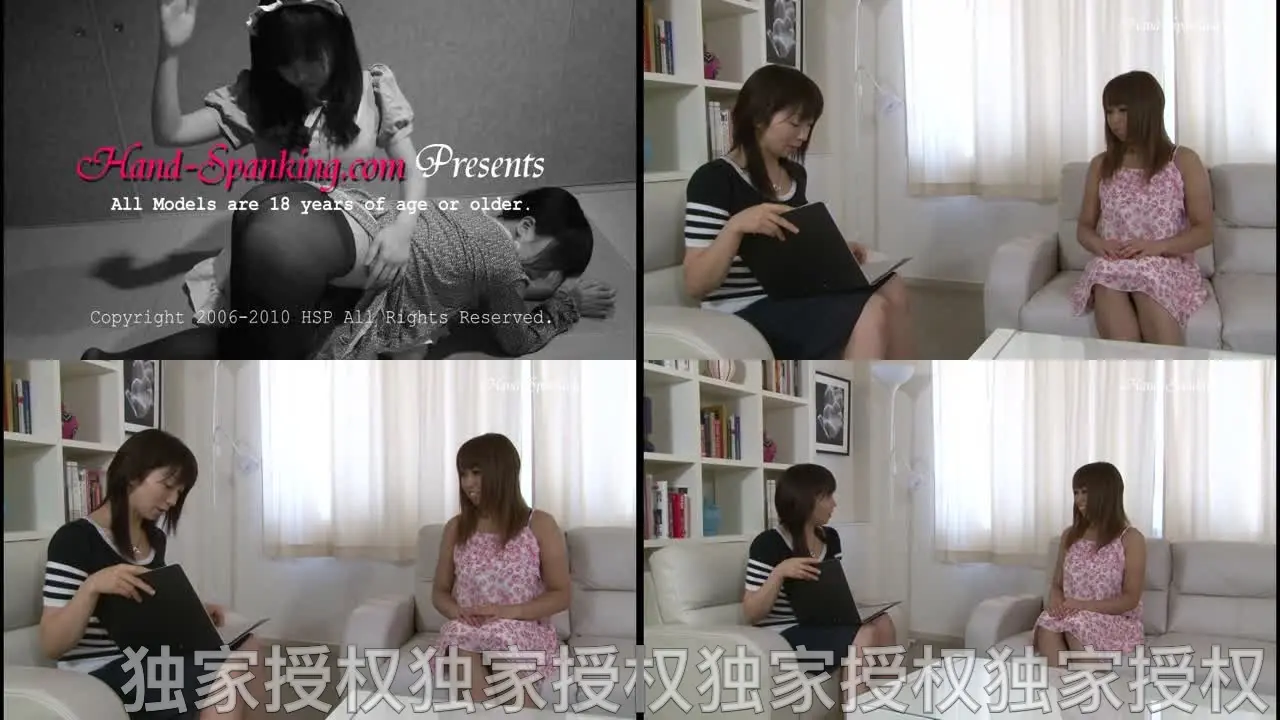 Hand-Spanking.com Presents
All Models are 18 years of age or older.
Copyright 2006-2010 HSP All Rights Reserved.
独家授权独家授权独家授权独家授权